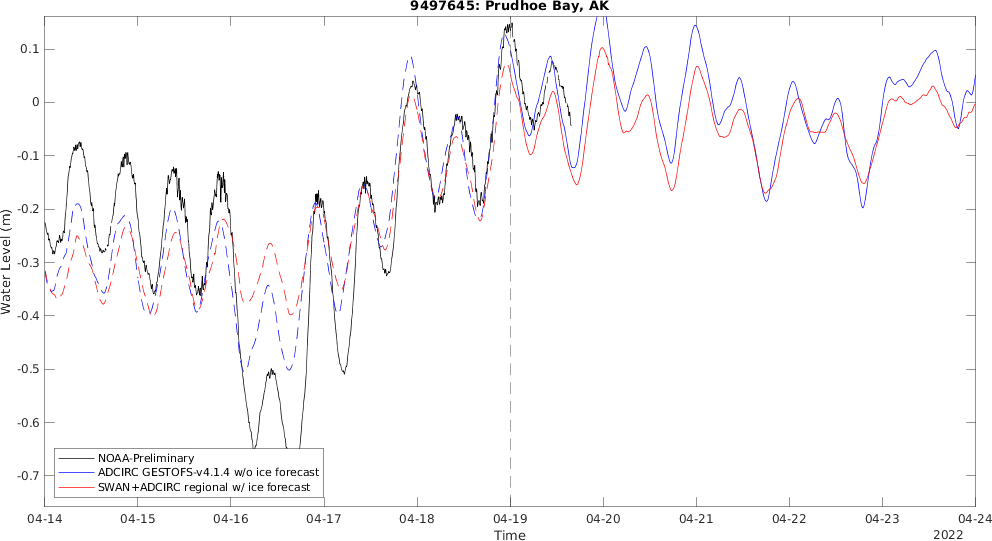 9497645: Prudhoe Bay, AK
Water Level (m)
0.1
0
-0.1
-0.2
-0.3
-0.4
-0.5
-0.6
-0.7
NOAA-Preliminary
ADCIRC GESTOFS-v4.1.4 w/o ice forecast
SWAN+ADCIRC regional w/ ice forecast
04-14 04-15 04-16 04-17 04-18 04-19 04-20 04-21 04-22 04-23 04-24
Time
2022